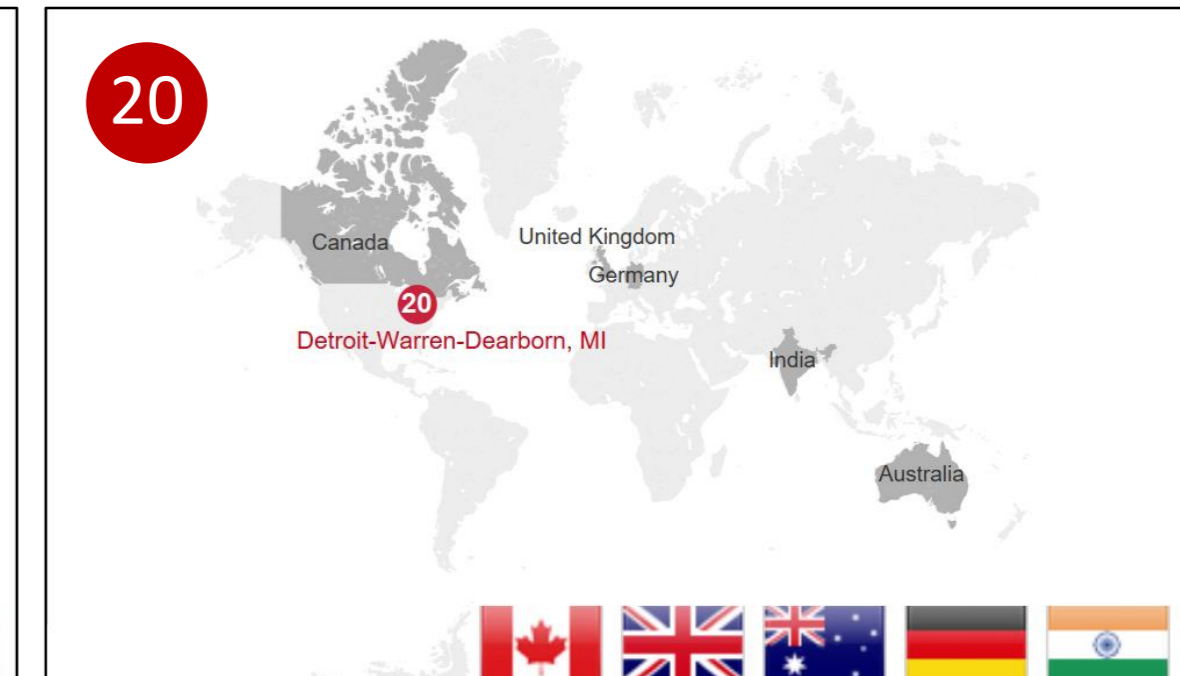 20
Canada
United Kingdom
Germany
20
Detroit-Warren-Dearborn, MI
India
Australia